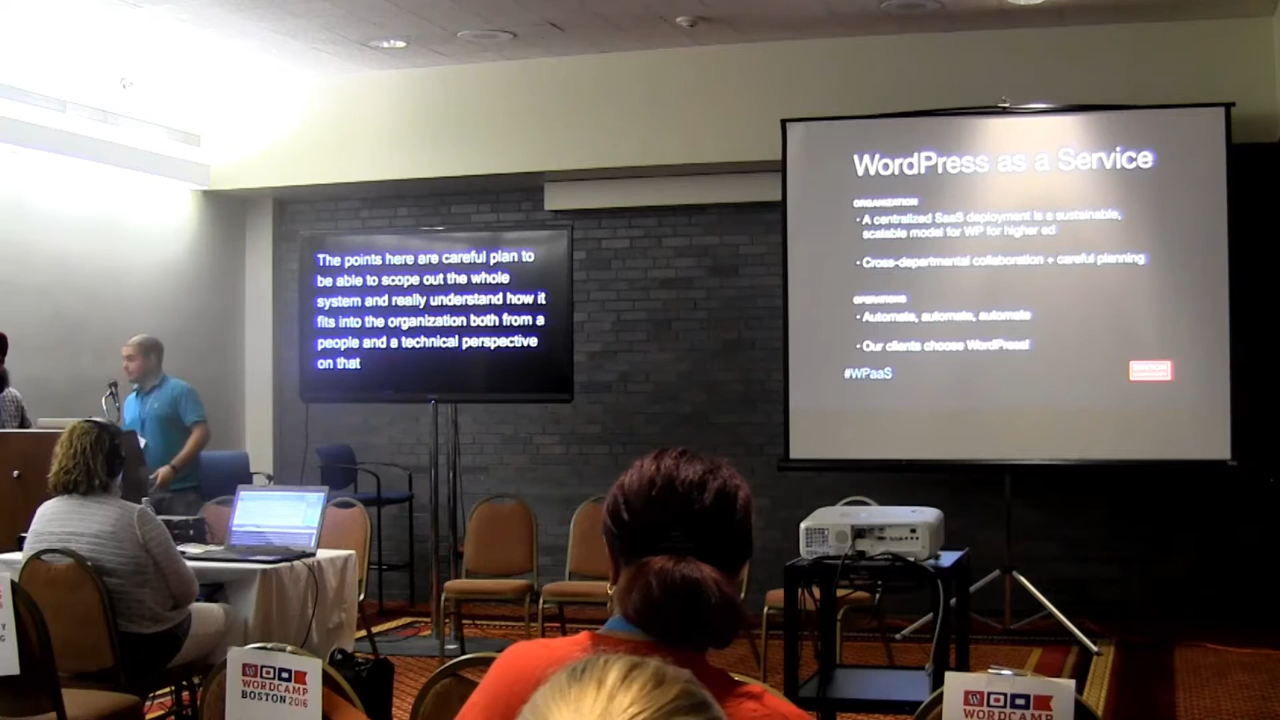 The points here are careful plan to
be able to scope out the whole
system and really understand how it
fits into the organization both from a
people and a technical perspective
on that
WordPress as a Service
ORGANIZATION
· A centralized SaaS deployment is a sustainable,
scalable model for WP for higher ed
· Cross-departmental collaboration + careful planning
OPERATIONS
· Automate, automate, automate
· Our clients choose WordPress!
#WPaaS
WORDCAMP
BOSTON 2016
WORDCAMP